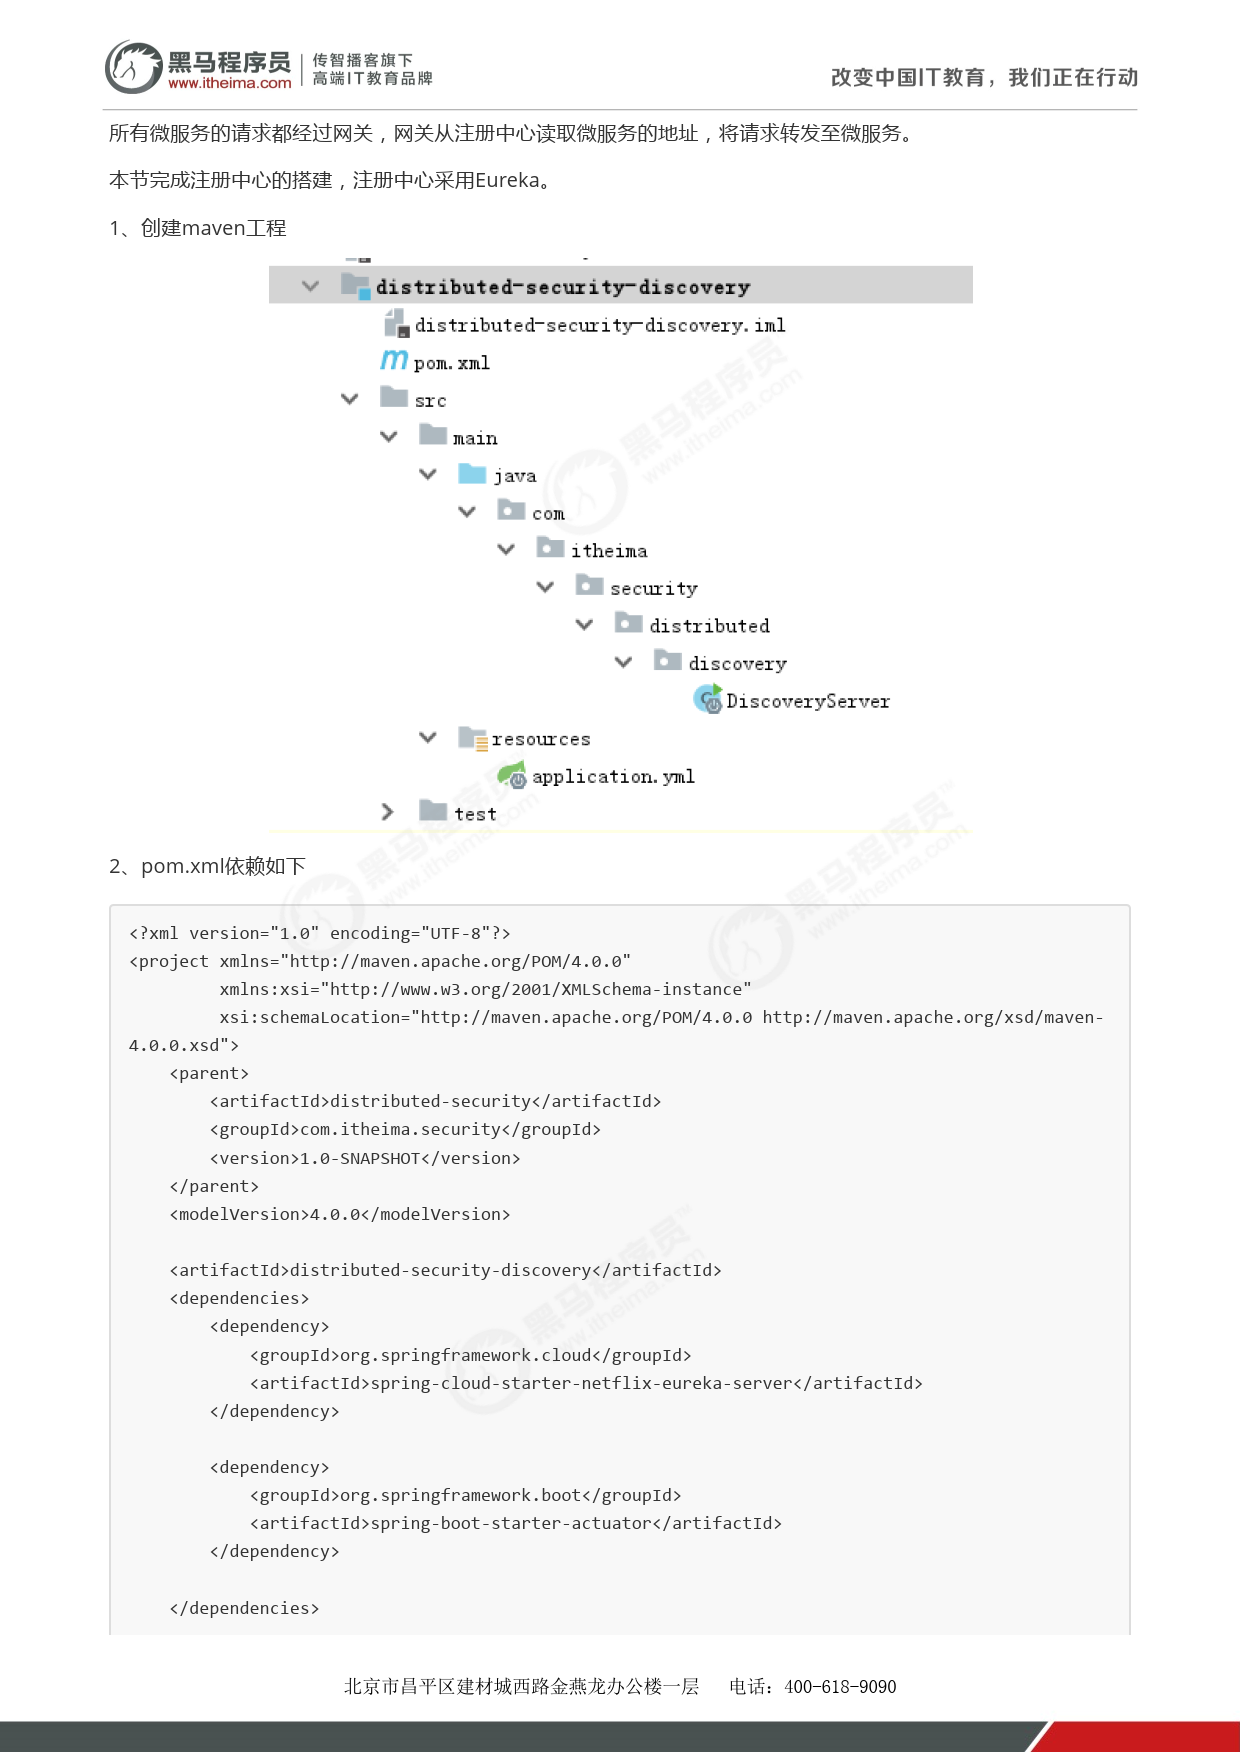 黑马程序员
www.itheima.com
传智播客旗下
高端IT教育品牌
改变中国IT教育，我们正在行动
所有微服务的请求都经过网关，网关从注册中心读取微服务的地址，将请求转发至微服务。
本节完成注册中心的搭建，注册中心采用Eureka。
1、创建maven工程
distributed-security-discovery
distributed-security-discovery.iml
pom.xml
src
main
java
com
itheima
security
distributed
discovery
DiscoveryServer
resources
application.yml
test
2、pom.xml依赖如下
<?xml version="1.0" encoding="UTF-8"?>
<project xmlns="http://maven.apache.org/POM/4.0.0"
         xmlns:xsi="http://www.w3.org/2001/XMLSchema-instance"
         xsi:schemaLocation="http://maven.apache.org/POM/4.0.0 http://maven.apache.org/xsd/maven-
4.0.0.xsd">
    <parent>
        <artifactId>distributed-security</artifactId>
        <groupId>com.itheima.security</groupId>
        <version>1.0-SNAPSHOT</version>
    </parent>
    <modelVersion>4.0.0</modelVersion>

    <artifactId>distributed-security-discovery</artifactId>
    <dependencies>
        <dependency>
            <groupId>org.springframework.cloud</groupId>
            <artifactId>spring-cloud-starter-netflix-eureka-server</artifactId>
        </dependency>

        <dependency>
            <groupId>org.springframework.boot</groupId>
            <artifactId>spring-boot-starter-actuator</artifactId>
        </dependency>

    </dependencies>
北京市昌平区建材城西路金燕龙办公楼一层 电话：400-618-9090